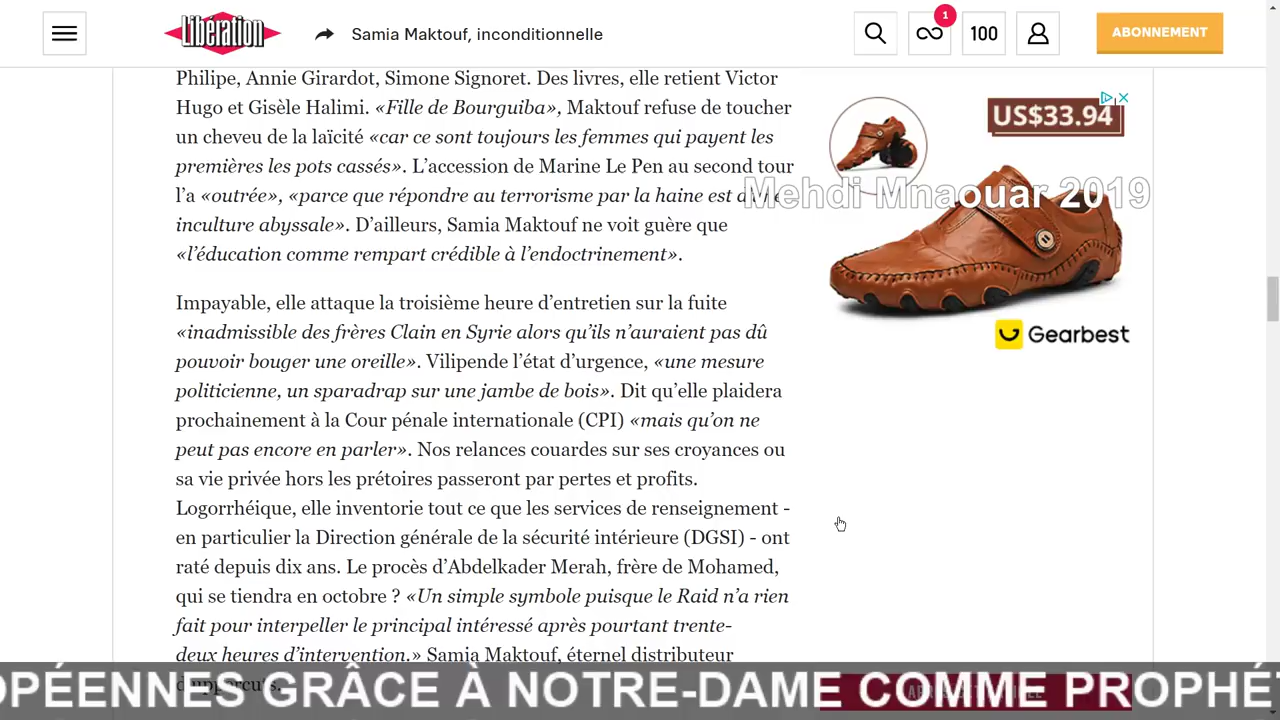 Libération
Samia Maktouf, inconditionnelle
1
100
ABONNEMENT
Philipe, Annie Girardot, Simone Signoret. Des livres, elle retient Victor
Hugo et Gisèle Halimi. «Fille de Bourguiba», Maktouf refuse de toucher
un cheveu de la laïcité «car ce sont toujours les femmes qui payent les
premières les pots cassés». L’accession de Marine Le Pen au second tour
l’a «outrée», «parce que répondre au terrorisme par la haine est
inculture abyssale». D’ailleurs, Samia Maktouf ne voit guère que
«l’éducation comme rempart crédible à l’endoctrinement».
Impayable, elle attaque la troisième heure d’entretien sur la fuite
«inadmissible des frères Clain en Syrie alors qu’ils n’auraient pas dû
pouvoir bouger une oreille». Vilipende l’état d’urgence, «une mesure
politicienne, un sparadrap sur une jambe de bois». Dit qu’elle plaidera
prochainement à la Cour pénale internationale (CPI) «mais qu’on ne
peut pas encore en parler». Nos relances couardes sur ses croyances ou
sa vie privée hors les prétoires passeront par pertes et profits.
Logorrhéique, elle inventorie tout ce que les services de renseignement -
en particulier la Direction générale de la sécurité intérieure (DGSI) - ont
raté depuis dix ans. Le procès d’Abdelkader Merah, frère de Mohamed,
qui se tiendra en octobre ? «Un simple symbole puisque le Raid n’a rien
fait pour interpeller le principal intéressé après pourtant trente-
deux heures d’intervention.» Samia Maktouf, éternel distributeur
d’uppercuts.
US$33.94
Mehdi Mnaouar 2019
Gearbest
OPÉENNES GRÂCE À NOTRE-DAME COMME PROPHÉT